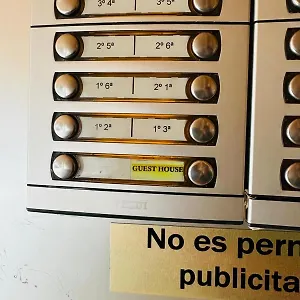 3º 4ª 3º 5ª
2º 5ª 2º 6ª
1º 6ª 2º 1ª
1º 2ª 1º 3ª
GUEST HOUSE
No es perm
publicita